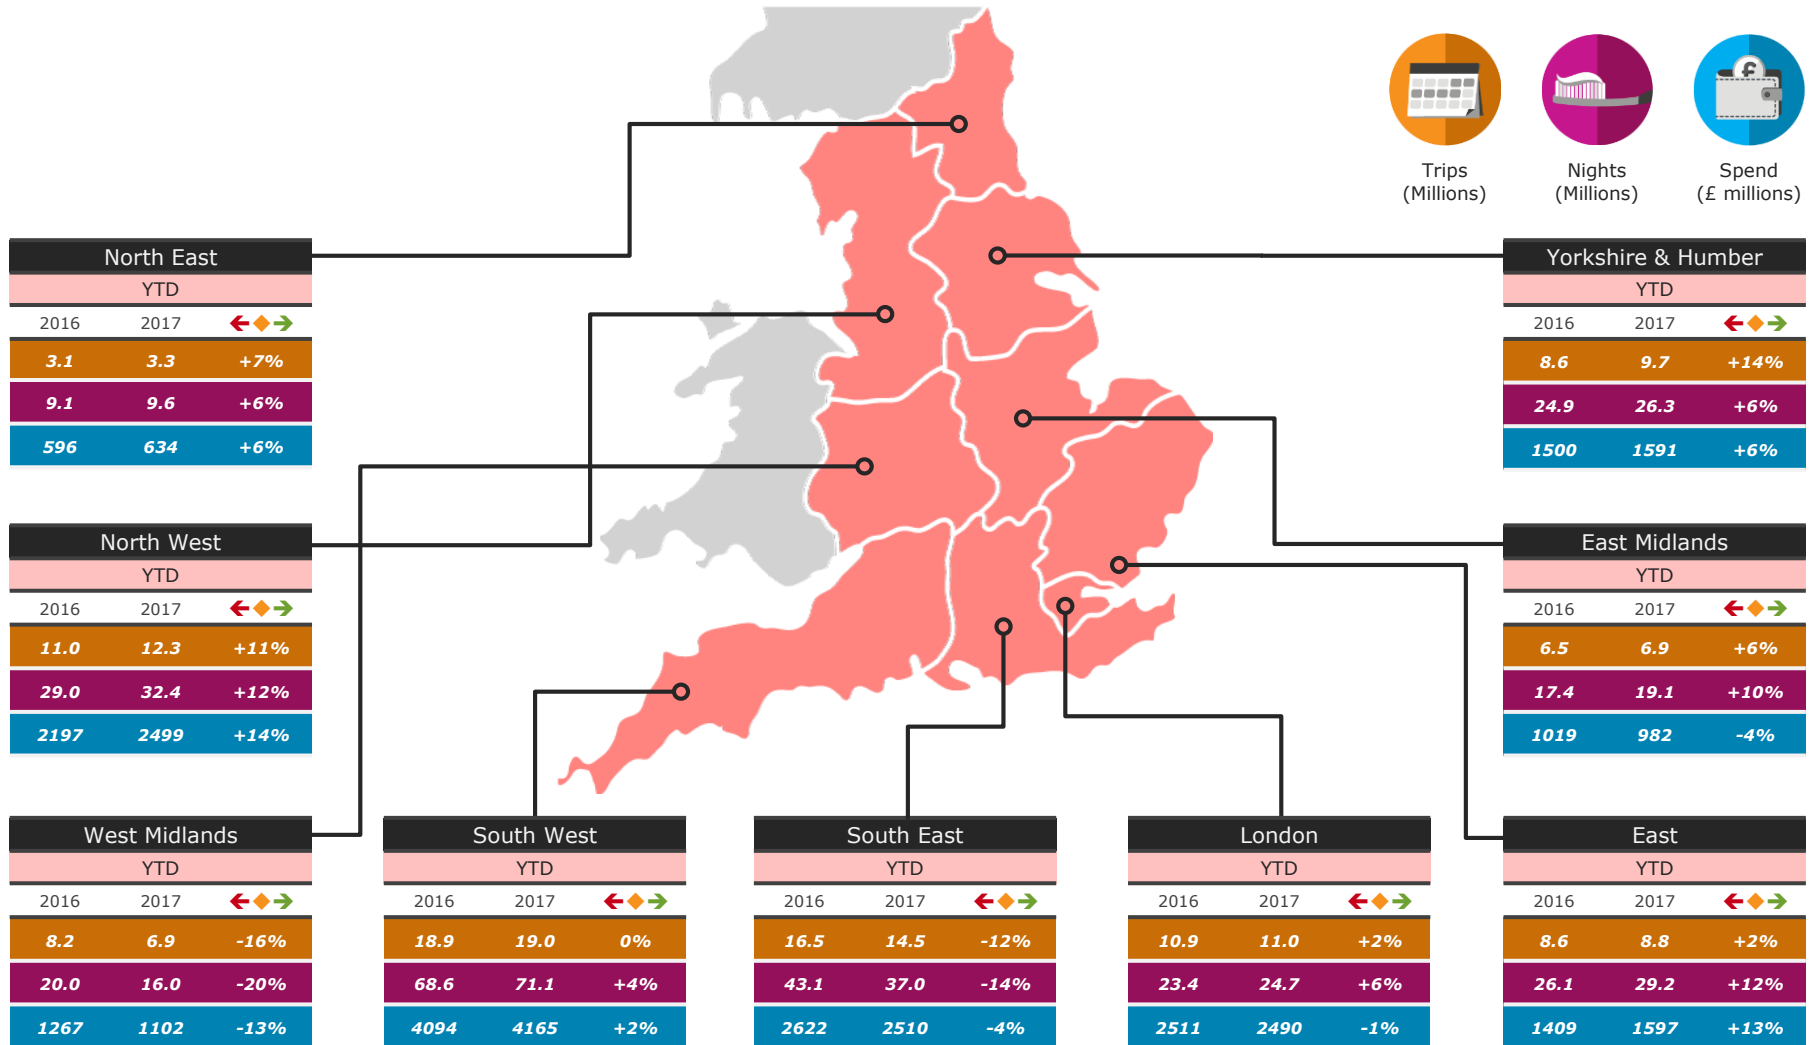 £
Trips
(Millions)
Nights
(Millions)
Spend
(£ millions)
North East
YTD
2016 2017
3.1 3.3 +7%
9.1 9.6 +6%
596 634 +6%
Yorkshire & Humber
YTD
2016 2017
8.6 9.7 +14%
24.9 26.3 +6%
1500 1591 +6%
North West
YTD
2016 2017
11.0 12.3 +11%
29.0 32.4 +12%
2197 2499 +14%
East Midlands
YTD
2016 2017
6.5 6.9 +6%
17.4 19.1 +10%
1019 982 -4%
West Midlands
YTD
2016 2017
8.2 6.9 -16%
20.0 16.0 -20%
1267 1102 -13%
South West
YTD
2016 2017
18.9 19.0 0%
68.6 71.1 +4%
4094 4165 +2%
South East
YTD
2016 2017
16.5 14.5 -12%
43.1 37.0 -14%
2622 2510 -4%
London
YTD
2016 2017
10.9 11.0 +2%
23.4 24.7 +6%
2511 2490 -1%
East
YTD
2016 2017
8.6 8.8 +2%
26.1 29.2 +12%
1409 1597 +13%